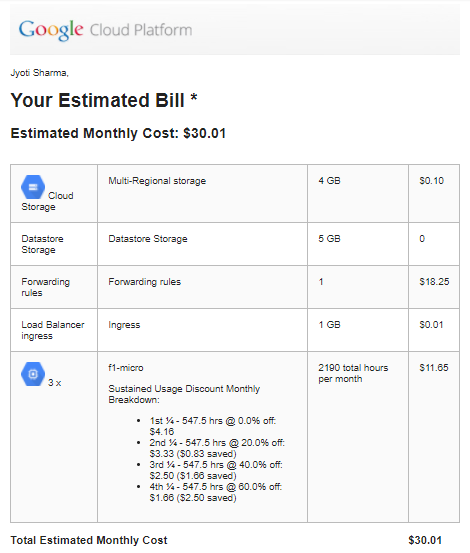 Google Cloud Platform
Jyoti Sharma,
Your Estimated Bill *
Estimated Monthly Cost: $30.01
Cloud
Storage
Multi-Regional storage
4 GB
$0.10
Datastore
Storage
Datastore Storage
5 GB
0
Forwarding
rules
Forwarding rules
1
$18.25
Load Balancer
ingress
Ingress
1 GB
$0.01
3 x
f1-micro
Sustained Usage Discount Monthly
Breakdown:
• 1st ¼ - 547.5 hrs @ 0.0% off:
$4.16
• 2nd ¼ - 547.5 hrs @ 20.0% off:
$3.33 ($0.83 saved)
• 3rd ¼ - 547.5 hrs @ 40.0% off:
$2.50 ($1.66 saved)
• 4th ¼ - 547.5 hrs @ 60.0% off:
$1.66 ($2.50 saved)
2190 total hours
per month
$11.65
Total Estimated Monthly Cost
$30.01